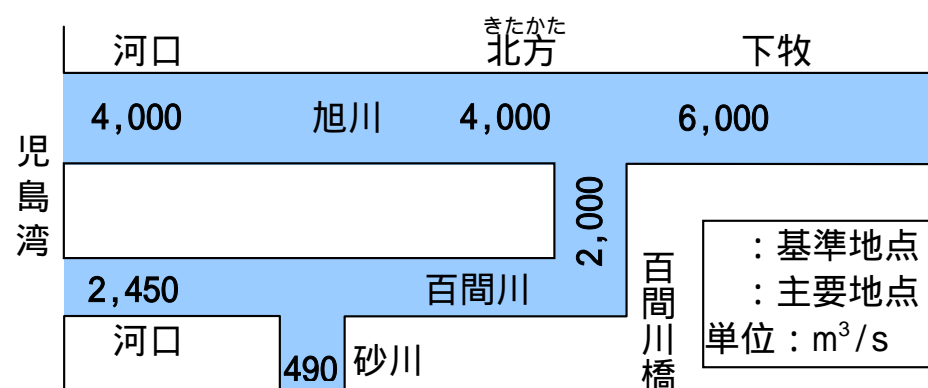 きたかた
河口 北方 下牧
4,000 旭川 4,000 6,000
児島湾
2,000
2,450 百間川
百間川橋
河口
490 砂川
：基準地点
：主要地点
単位：m³/s